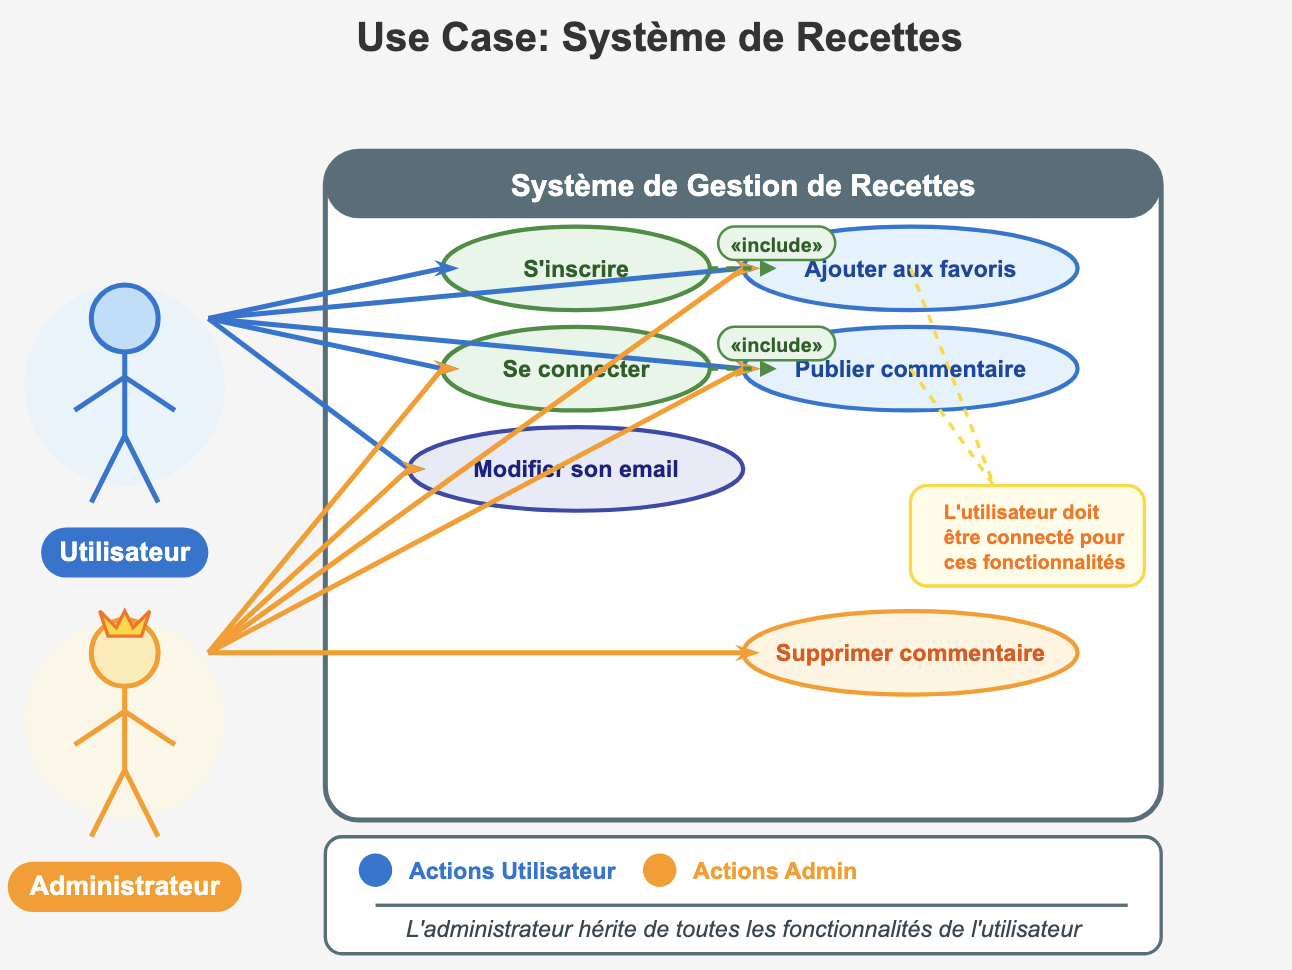 Use Case: Système de Recettes
Système de Gestion de Recettes
S'inscrire
«include»
Ajouter aux favoris
Se connecter
«include»
Publier commentaire
Modifier son email
L'utilisateur doit
être connecté pour
ces fonctionnalités
Utilisateur
Supprimer commentaire
Administrateur
Actions Utilisateur
Actions Admin
L'administrateur hérite de toutes les fonctionnalités de l'utilisateur